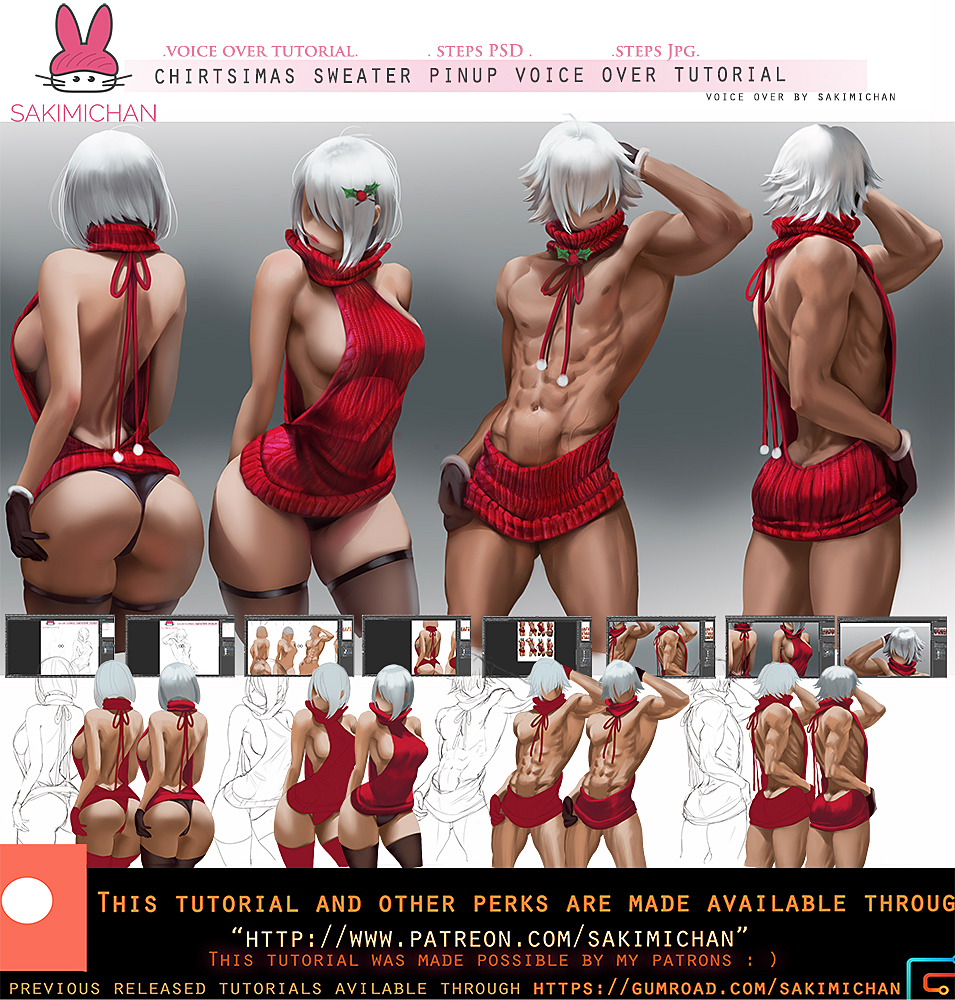 .VOICE OVER TUTORIAL. . STEPS PSD . .STEPS JPG.
CHIRTSIMAS SWEATER PINUP VOICE OVER TUTORIAL
VOICE OVER BY SAKIMICHAN
SAKIMICHAN
THIS TUTORIAL AND OTHER PERKS ARE MADE AVAILABLE THROUG
“HTTP://WWW.PATREON.COM/SAKIMICHAN”
THIS TUTORIAL WAS MADE POSSIBLE BY MY PATRONS : )
PREVIOUS RELEASED TUTORIALS AVILABLE THROUGH HTTPS://GUMROAD.COM/SAKIMICHAN